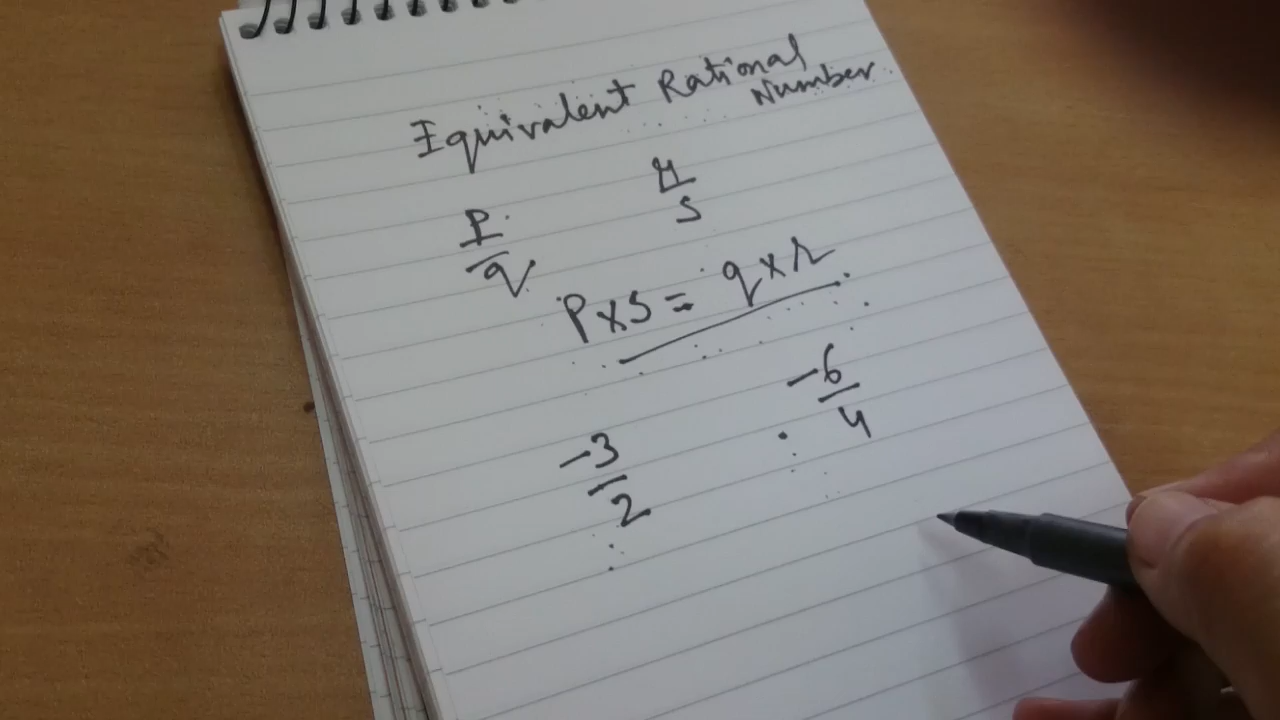 Equivalent Rational
Number
P/q r/s
P×s = q×r
-3/2 -6/4